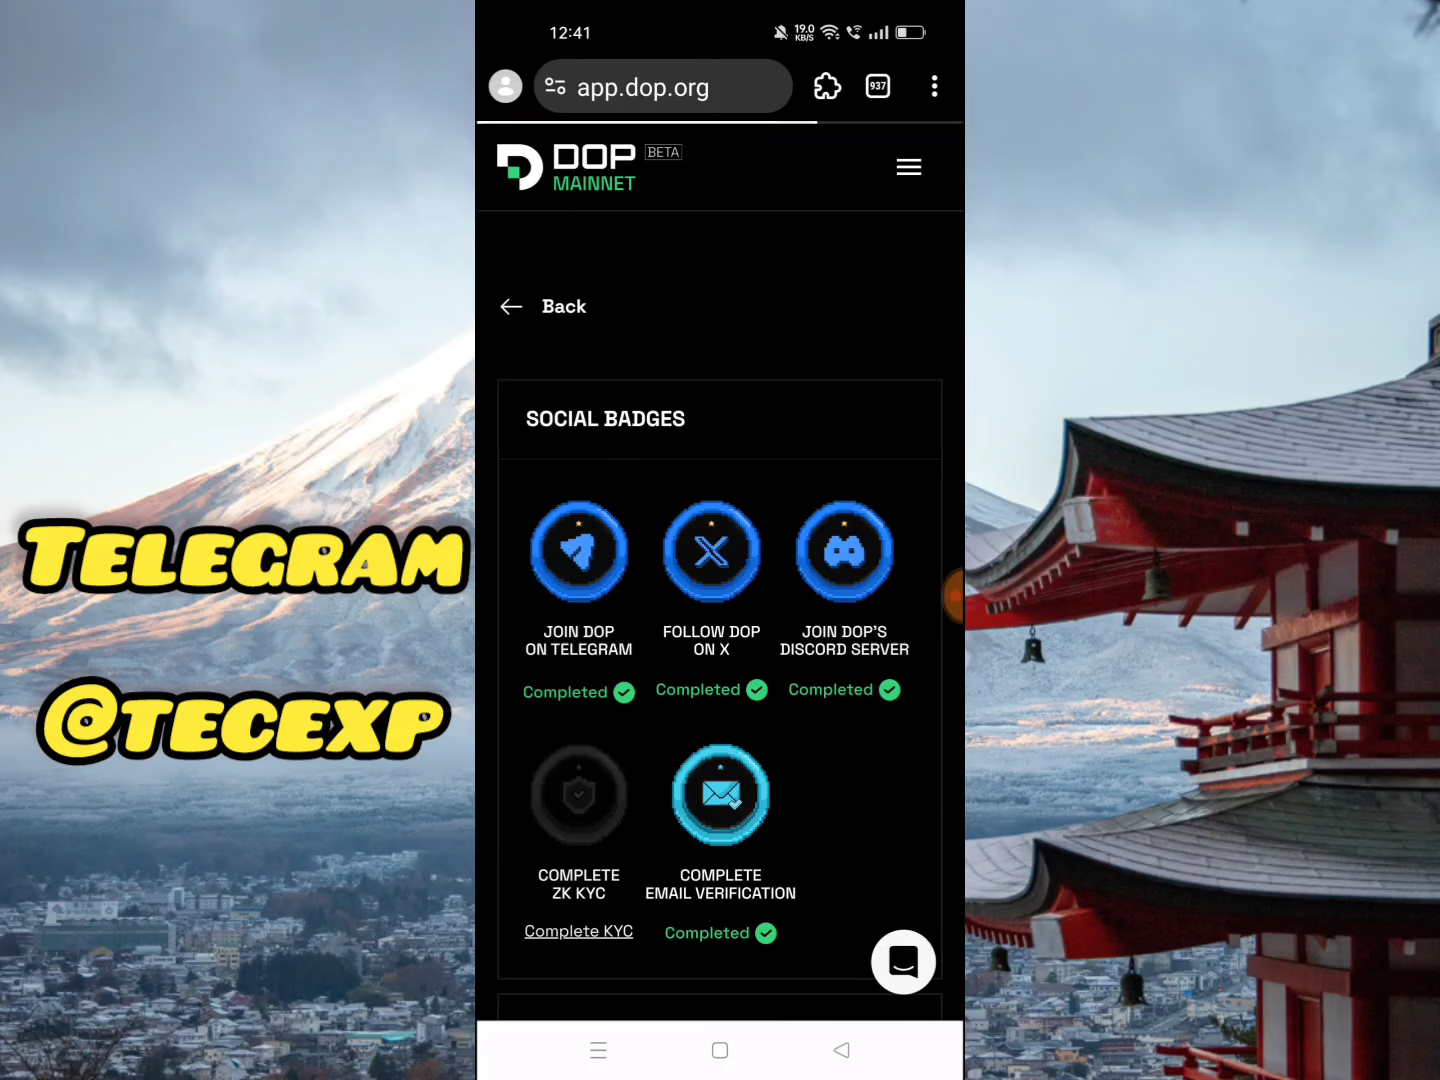 12:41
19.0
KB/S
app.dop.org
937
DOP BETA
MAINNET
Back
SOCIAL BADGES
JOIN DOP
ON TELEGRAM
FOLLOW DOP
ON X
JOIN DOP'S
DISCORD SERVER
Completed
Completed
Completed
COMPLETE
ZK KYC
COMPLETE
EMAIL VERIFICATION
Complete KYC
Completed
TELEGRAM
@TECEXP